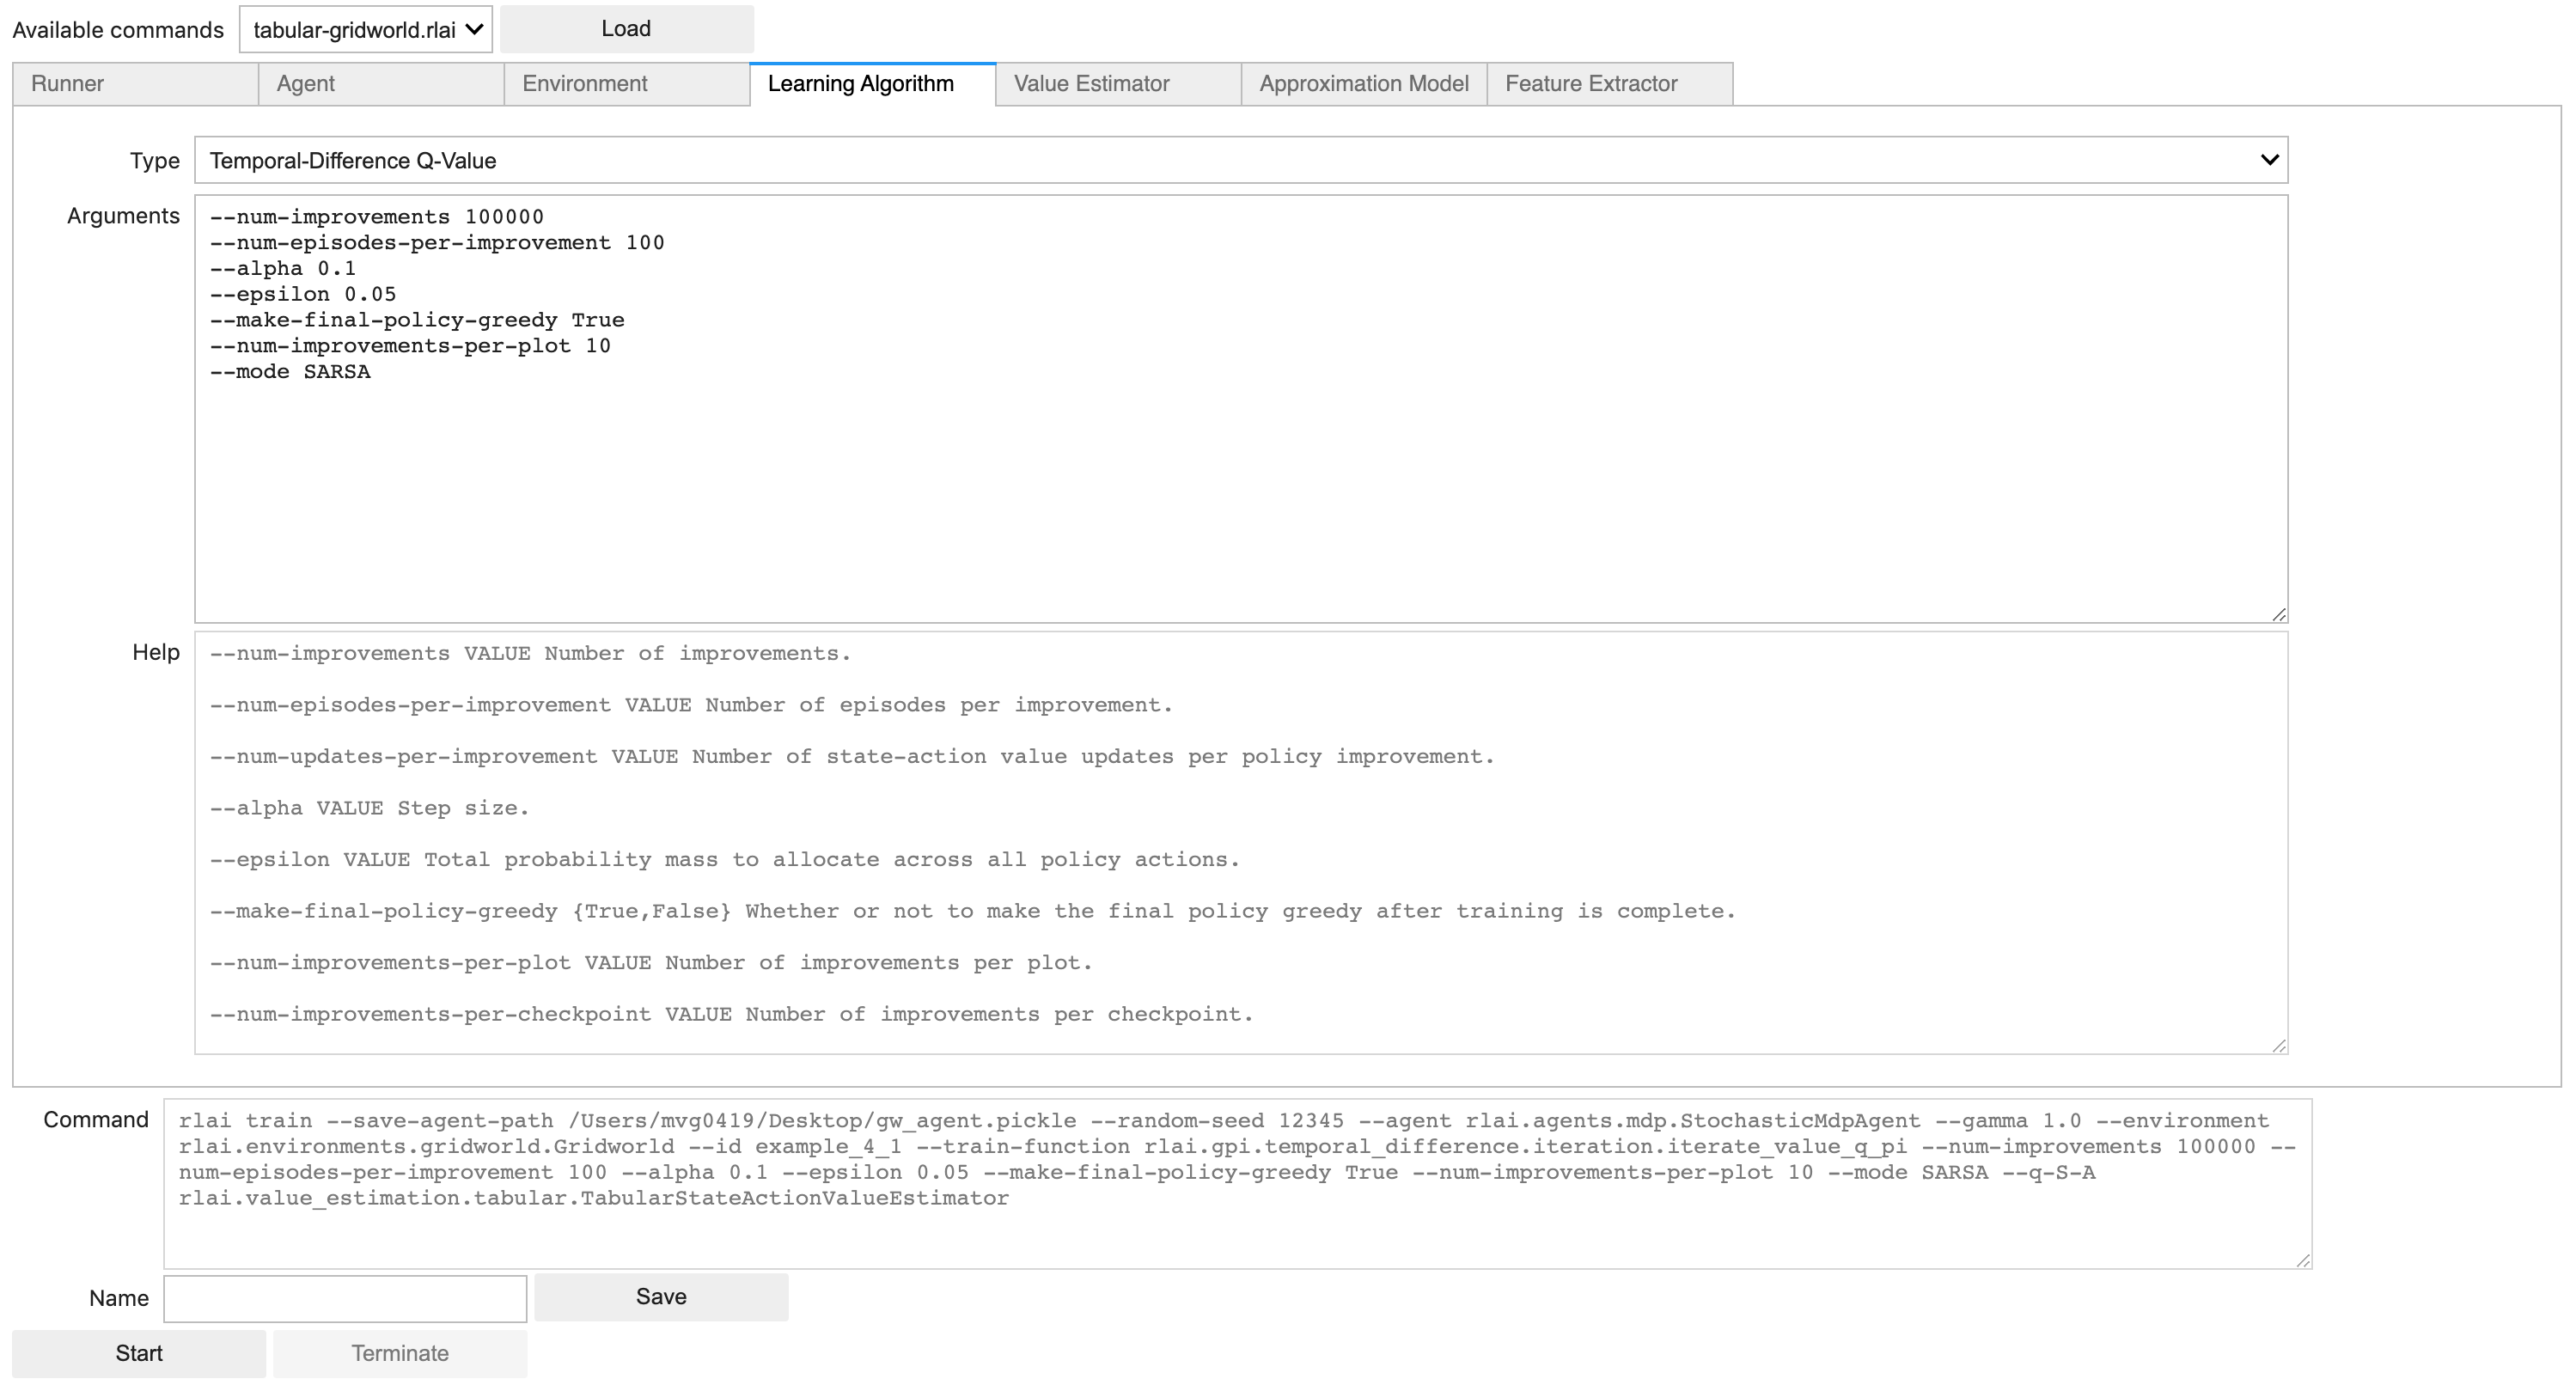 Available commands tabular-gridworld.rlai Load
Runner Agent Environment Learning Algorithm Value Estimator Approximation Model Feature Extractor
Type Temporal-Difference Q-Value
Arguments --num-improvements 100000
--num-episodes-per-improvement 100
--alpha 0.1
--epsilon 0.05
--make-final-policy-greedy True
--num-improvements-per-plot 10
--mode SARSA
Help --num-improvements VALUE Number of improvements.
--num-episodes-per-improvement VALUE Number of episodes per improvement.
--num-updates-per-improvement VALUE Number of state-action value updates per policy improvement.
--alpha VALUE Step size.
--epsilon VALUE Total probability mass to allocate across all policy actions.
--make-final-policy-greedy {True,False} Whether or not to make the final policy greedy after training is complete.
--num-improvements-per-plot VALUE Number of improvements per plot.
--num-improvements-per-checkpoint VALUE Number of improvements per checkpoint.
Command rlai train --save-agent-path /Users/mvg0419/Desktop/gw_agent.pickle --random-seed 12345 --agent rlai.agents.mdp.StochasticMdpAgent --gamma 1.0 --environment
rlai.environments.gridworld.Gridworld --id example_4_1 --train-function rlai.gpi.temporal_difference.iteration.iterate_value_q_pi --num-improvements 100000 --
num-episodes-per-improvement 100 --alpha 0.1 --epsilon 0.05 --make-final-policy-greedy True --num-improvements-per-plot 10 --mode SARSA --q-S-A
rlai.value_estimation.tabular.TabularStateActionValueEstimator
Name Save
Start Terminate